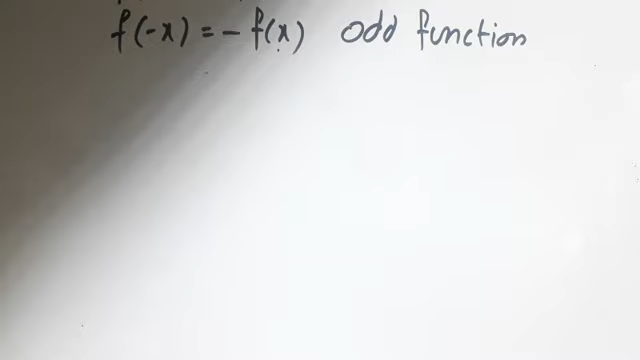 f(-x) = - f(x) odd function